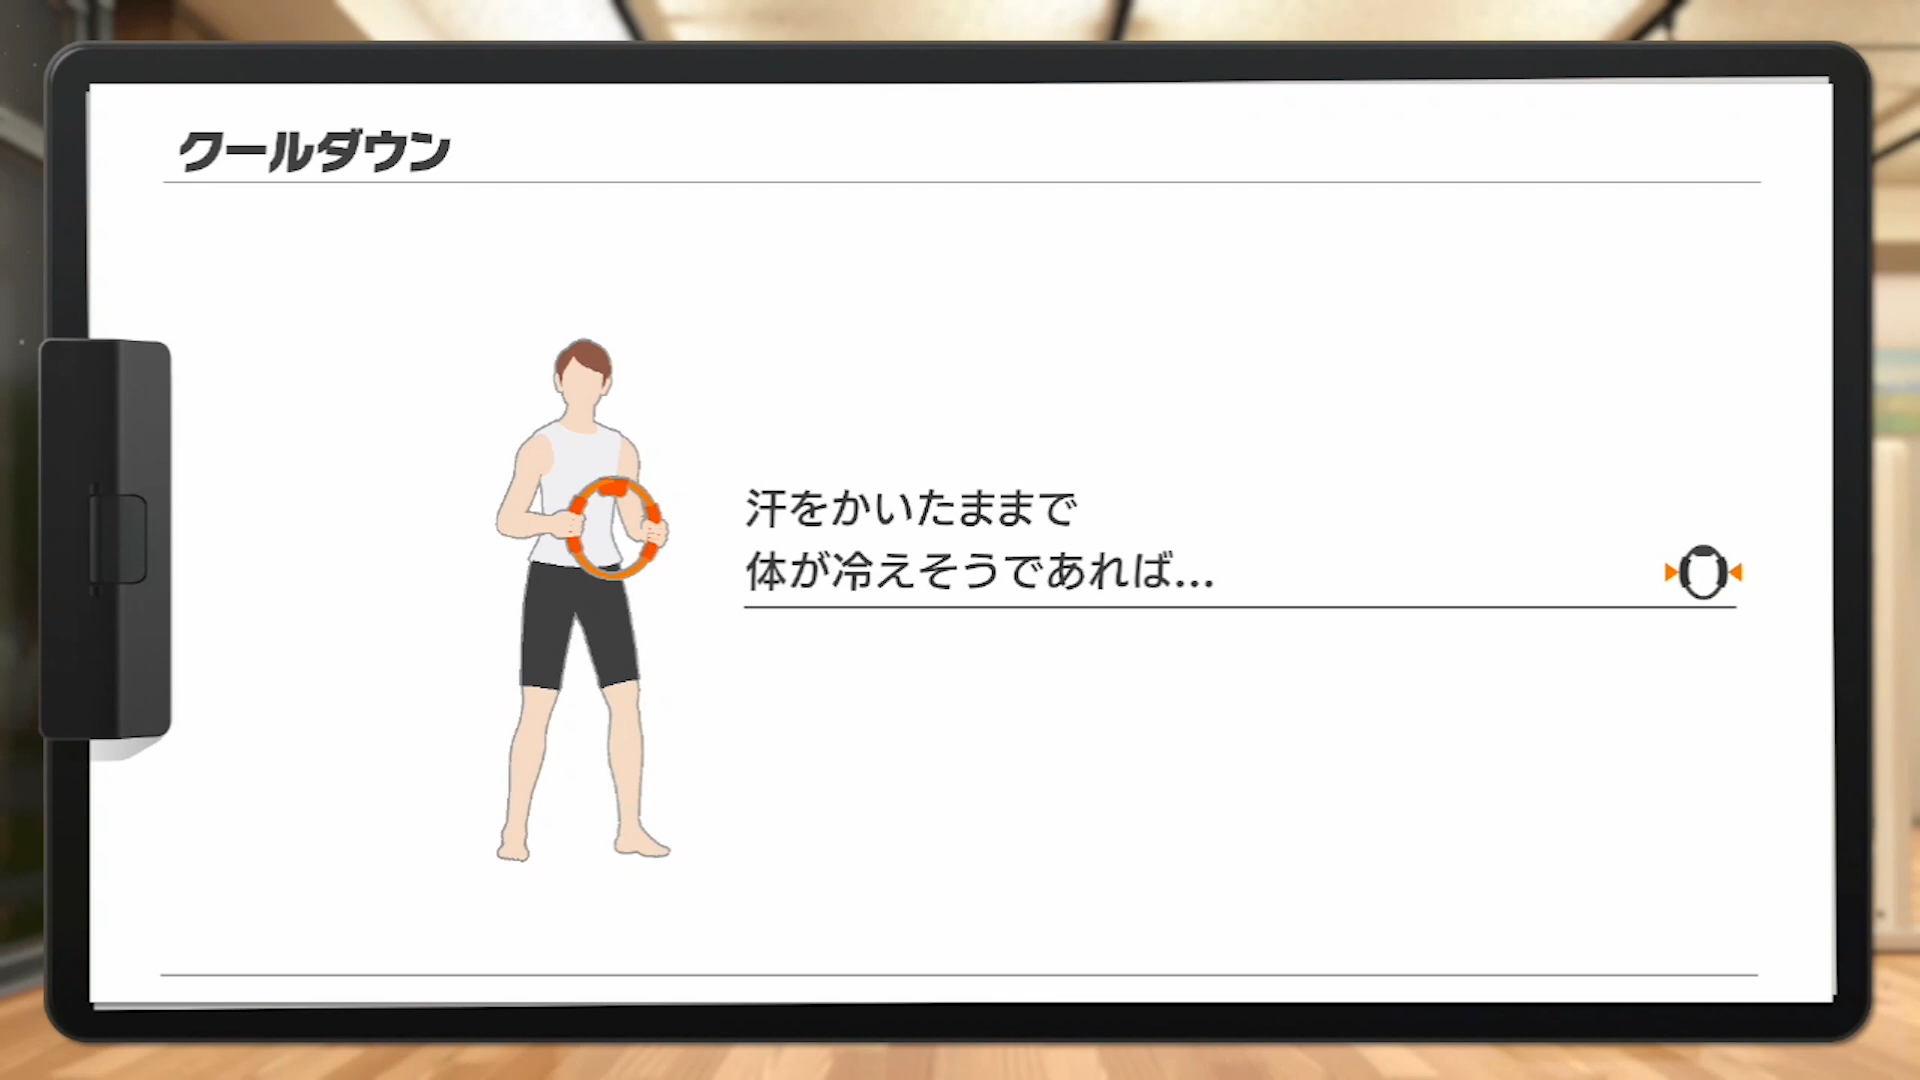 クールダウン
汗をかいたままで
体が冷えそうであれば…